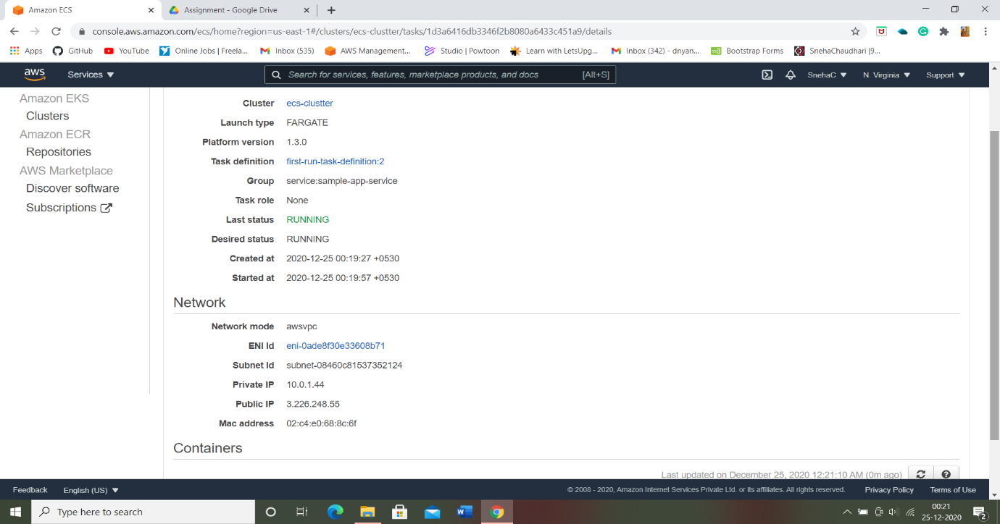 Amazon ECS
Assignment - Google Drive
console.aws.amazon.com/ecs/home?region=us-east-1#/clusters/ecs-clustter/tasks/1d3a6416db3346f2b8080a6433c451a9/details
Apps GitHub YouTube Online Jobs | Freela... Inbox (535) AWS Management... Studio | Powtoon Learn with LetsUpg... Inbox (342) - dnyan... Bootstrap Forms SnehaChaudhari |9...
aws Services Search for services, features, marketplace products, and docs [Alt+S] SnehaC N. Virginia Support
Amazon EKS
Clusters
Amazon ECR
Repositories
AWS Marketplace
Discover software
Subscriptions
Cluster ecs-clustter
Launch type FARGATE
Platform version 1.3.0
Task definition first-run-task-definition:2
Group service:sample-app-service
Task role None
Last status RUNNING
Desired status RUNNING
Created at 2020-12-25 00:19:27 +0530
Started at 2020-12-25 00:19:57 +0530
Network
Network mode awsvpc
ENI Id eni-0ade8f30e33608b71
Subnet Id subnet-08460c81537352124
Private IP 10.0.1.44
Public IP 3.226.248.55
Mac address 02:c4:e0:68:8c:6f
Containers
Last updated on December 25, 2020 12:21:10 AM (0m ago)
Feedback English (US) © 2008 - 2020, Amazon Internet Services Private Ltd. or its affiliates. All rights reserved. Privacy Policy Terms of Use
Type here to search
00:21
25-12-2020
2